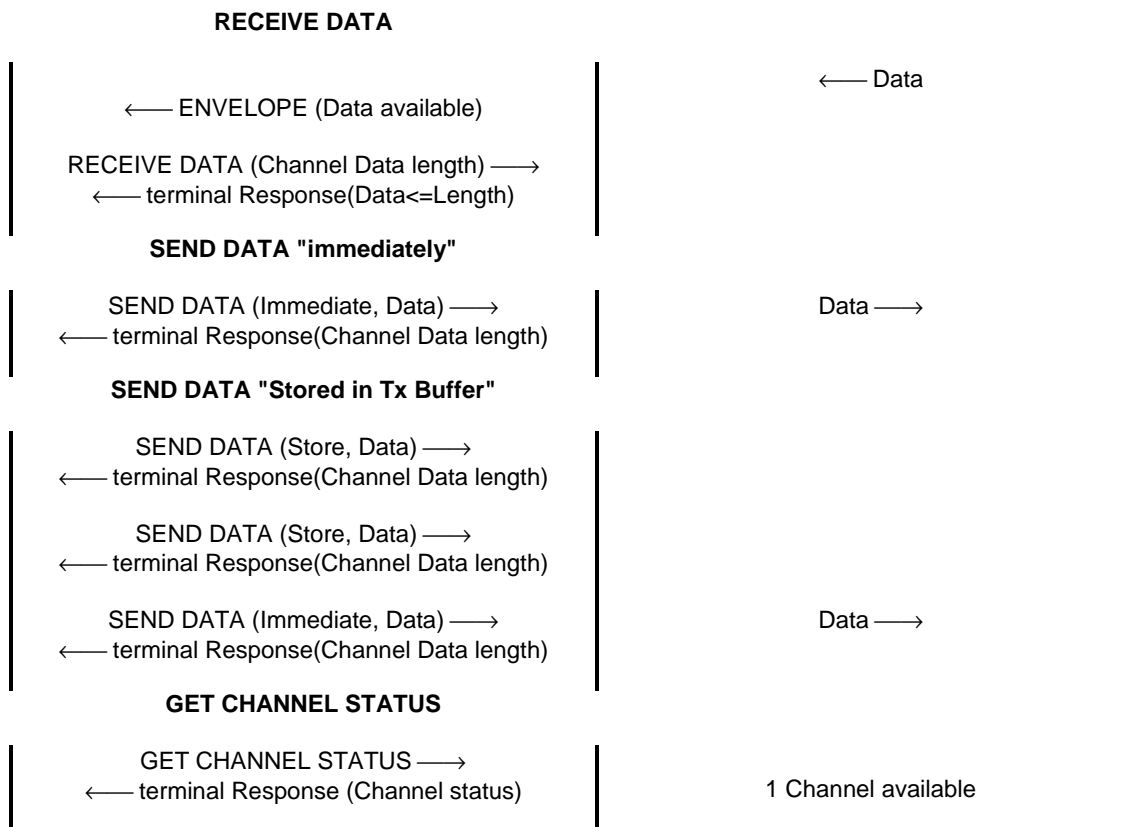 RECEIVE DATA
← Data
← ENVELOPE (Data available)
RECEIVE DATA (Channel Data length) →
← terminal Response(Data<=Length)
SEND DATA "immediately"
SEND DATA (Immediate, Data) → Data →
← terminal Response(Channel Data length)
SEND DATA "Stored in Tx Buffer"
SEND DATA (Store, Data) →
← terminal Response(Channel Data length)
SEND DATA (Store, Data) →
← terminal Response(Channel Data length)
SEND DATA (Immediate, Data) → Data →
← terminal Response(Channel Data length)
GET CHANNEL STATUS
GET CHANNEL STATUS →
← terminal Response (Channel status) 1 Channel available